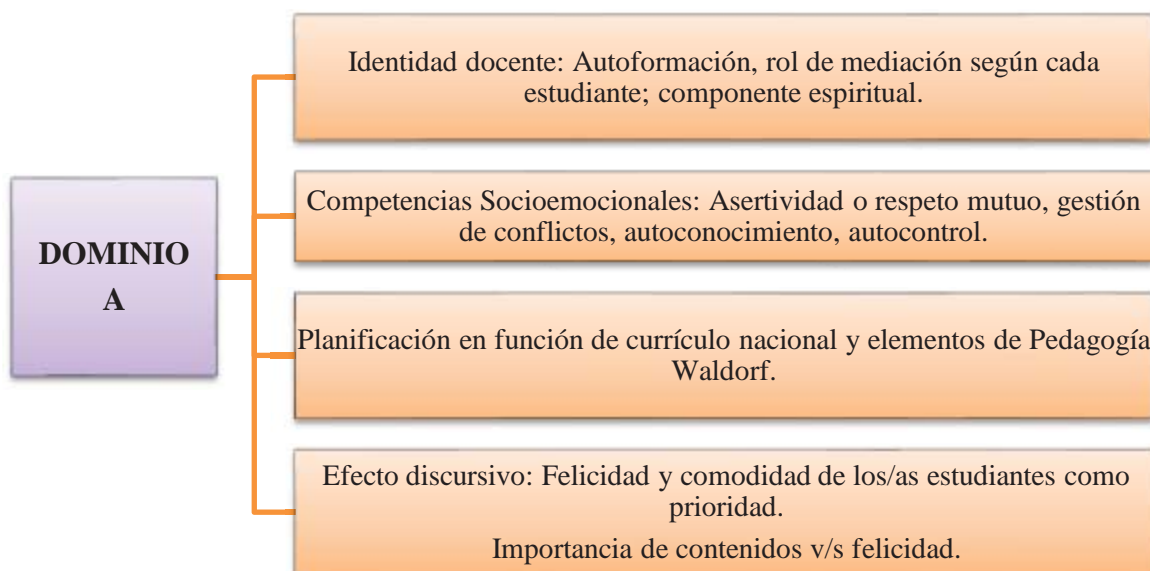 DOMINIO
A
Identidad docente: Autoformación, rol de mediación según cada
estudiante; componente espiritual.
Competencias Socioemocionales: Asertividad o respeto mutuo, gestión
de conflictos, autoconocimiento, autocontrol.
Planificación en función de currículo nacional y elementos de Pedagogía
Waldorf.
Efecto discursivo: Felicidad y comodidad de los/as estudiantes como
prioridad.
Importancia de contenidos v/s felicidad.